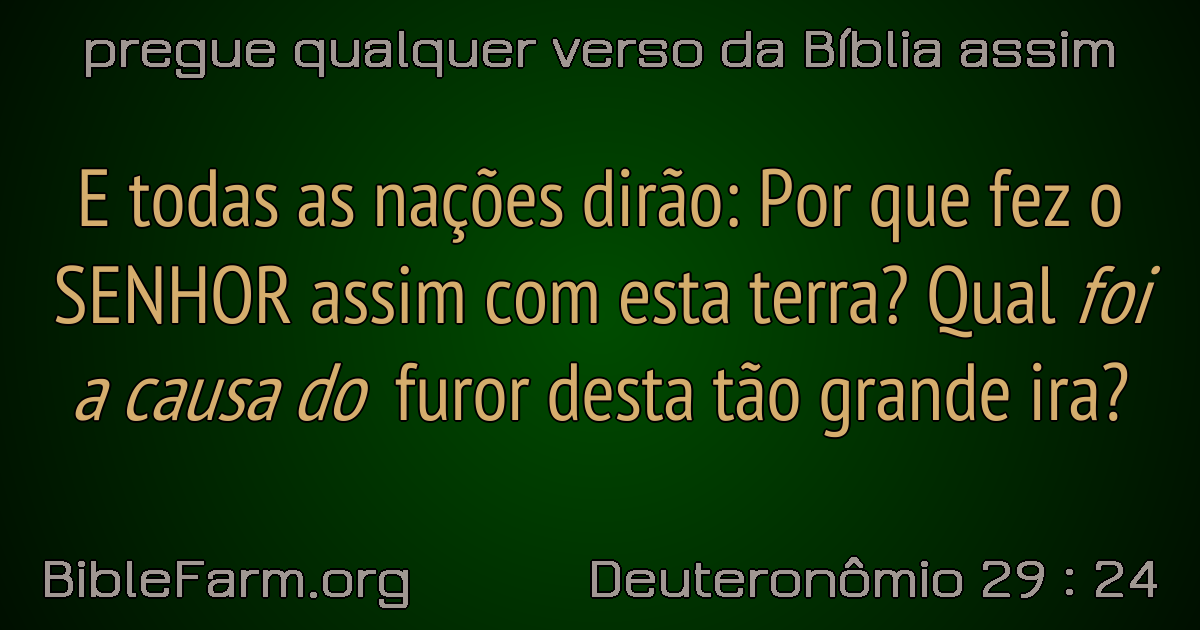 pregue qualquer verso da Bíblia assim
E todas as nações dirão: Por que fez o
SENHOR assim com esta terra? Qual foi
a causa do furor desta tão grande ira?
BibleFarm.org
Deuteronômio 29 : 24